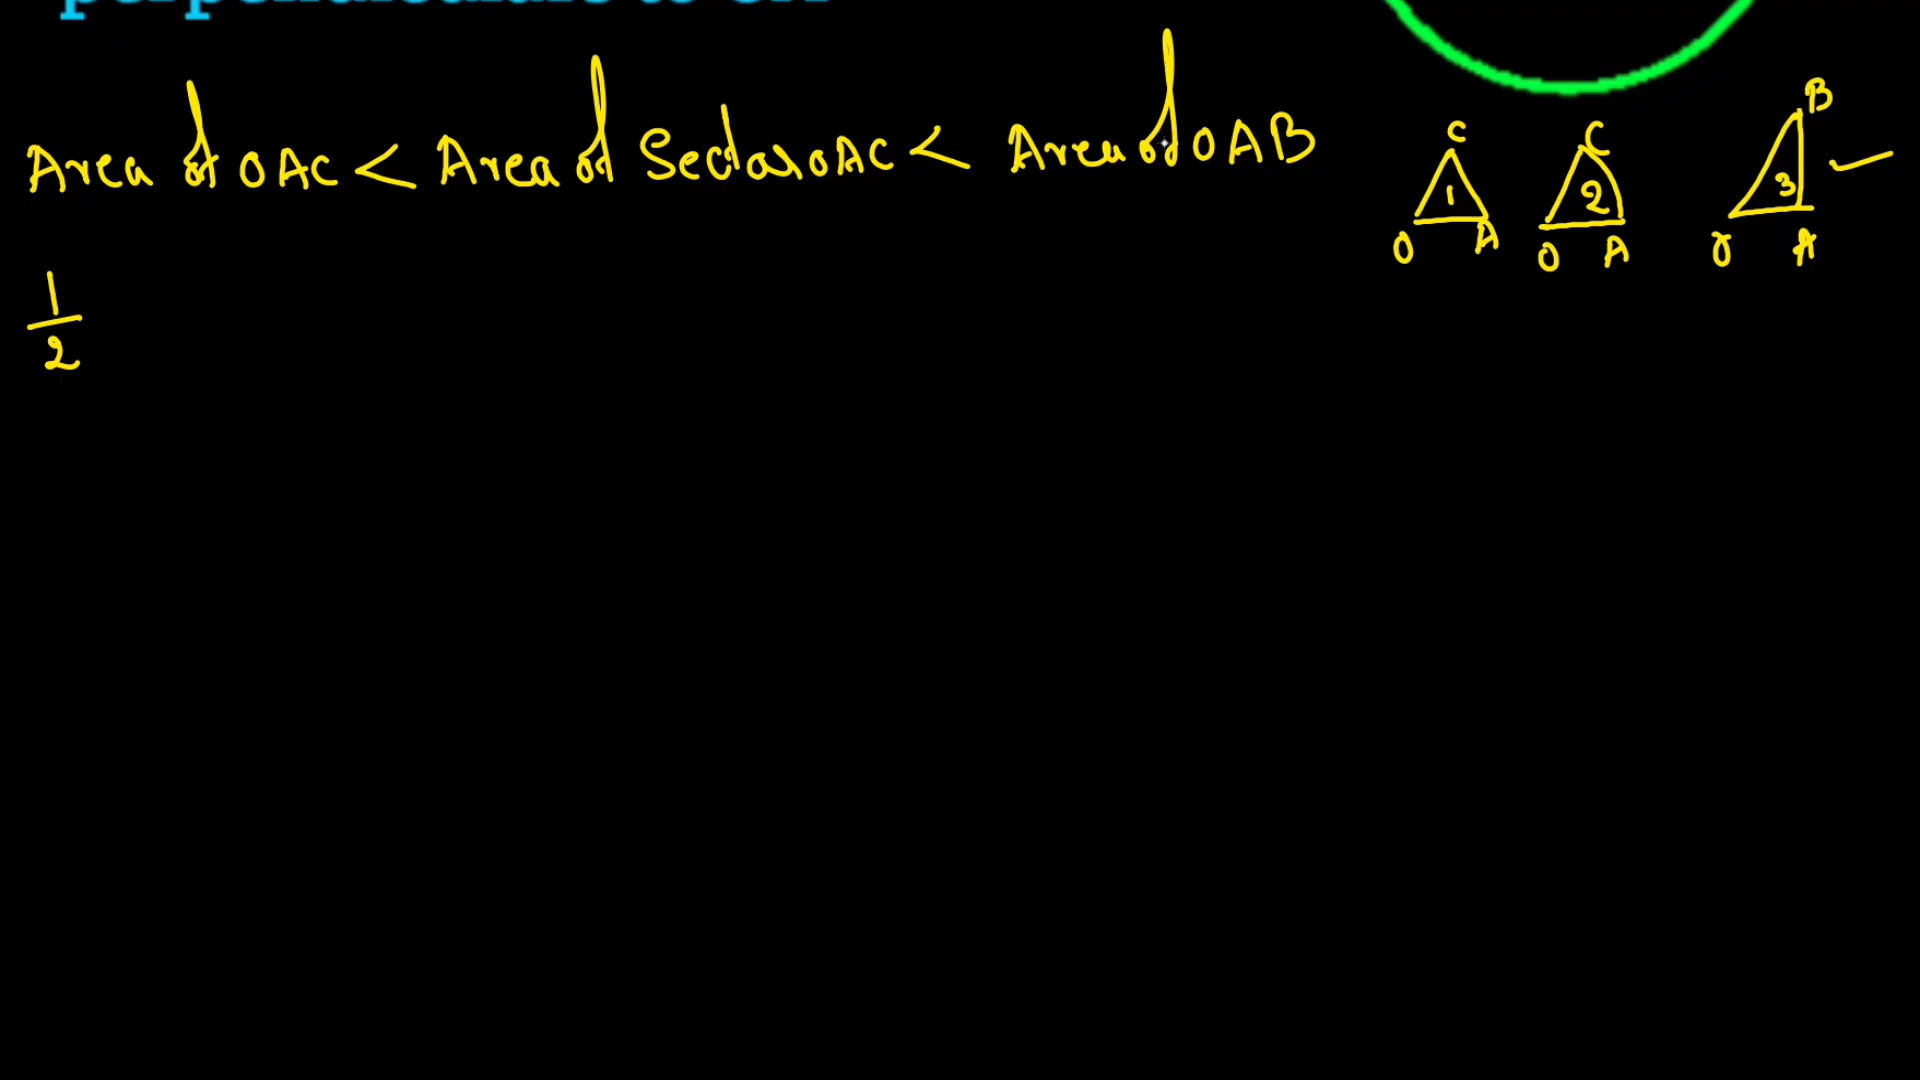 Area of OAC < Area of Sector OAC < Area of OAB
C C B
1 2 3
O A O A O A
1
2